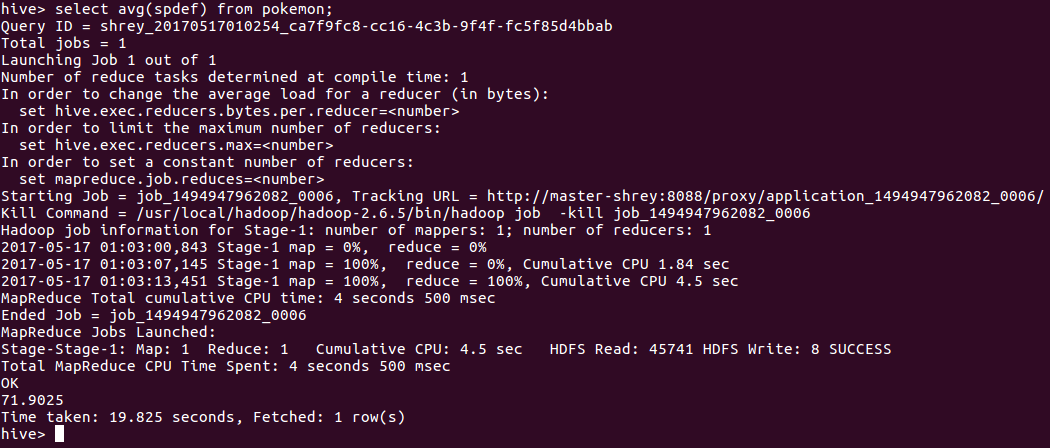 hive> select avg(spdef) from pokemon;
Query ID = shrey_20170517010254_ca7f9fc8-cc16-4c3b-9f4f-fc5f85d4bbab
Total jobs = 1
Launching Job 1 out of 1
Number of reduce tasks determined at compile time: 1
In order to change the average load for a reducer (in bytes):
  set hive.exec.reducers.bytes.per.reducer=<number>
In order to limit the maximum number of reducers:
  set hive.exec.reducers.max=<number>
In order to set a constant number of reducers:
  set mapreduce.job.reduces=<number>
Starting Job = job_1494947962082_0006, Tracking URL = http://master-shrey:8088/proxy/application_1494947962082_0006/
Kill Command = /usr/local/hadoop/hadoop-2.6.5/bin/hadoop job  -kill job_1494947962082_0006
Hadoop job information for Stage-1: number of mappers: 1; number of reducers: 1
2017-05-17 01:03:00,843 Stage-1 map = 0%,  reduce = 0%
2017-05-17 01:03:07,145 Stage-1 map = 100%,  reduce = 0%, Cumulative CPU 1.84 sec
2017-05-17 01:03:13,451 Stage-1 map = 100%,  reduce = 100%, Cumulative CPU 4.5 sec
MapReduce Total cumulative CPU time: 4 seconds 500 msec
Ended Job = job_1494947962082_0006
MapReduce Jobs Launched:
Stage-Stage-1: Map: 1  Reduce: 1   Cumulative CPU: 4.5 sec   HDFS Read: 45741 HDFS Write: 8 SUCCESS
Total MapReduce CPU Time Spent: 4 seconds 500 msec
OK
71.9025
Time taken: 19.825 seconds, Fetched: 1 row(s)
hive>